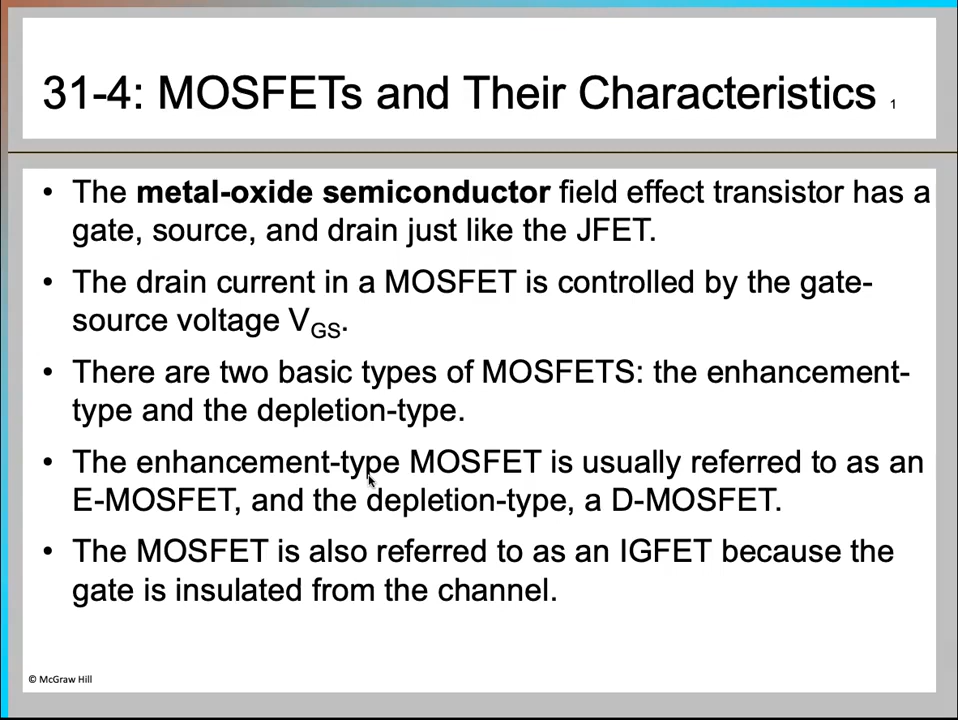 31-4: MOSFETs and Their Characteristics 1
• The metal-oxide semiconductor field effect transistor has a
gate, source, and drain just like the JFET.
• The drain current in a MOSFET is controlled by the gate-
source voltage VGS.
• There are two basic types of MOSFETS: the enhancement-
type and the depletion-type.
• The enhancement-type MOSFET is usually referred to as an
E-MOSFET, and the depletion-type, a D-MOSFET.
• The MOSFET is also referred to as an IGFET because the
gate is insulated from the channel.
© McGraw Hill